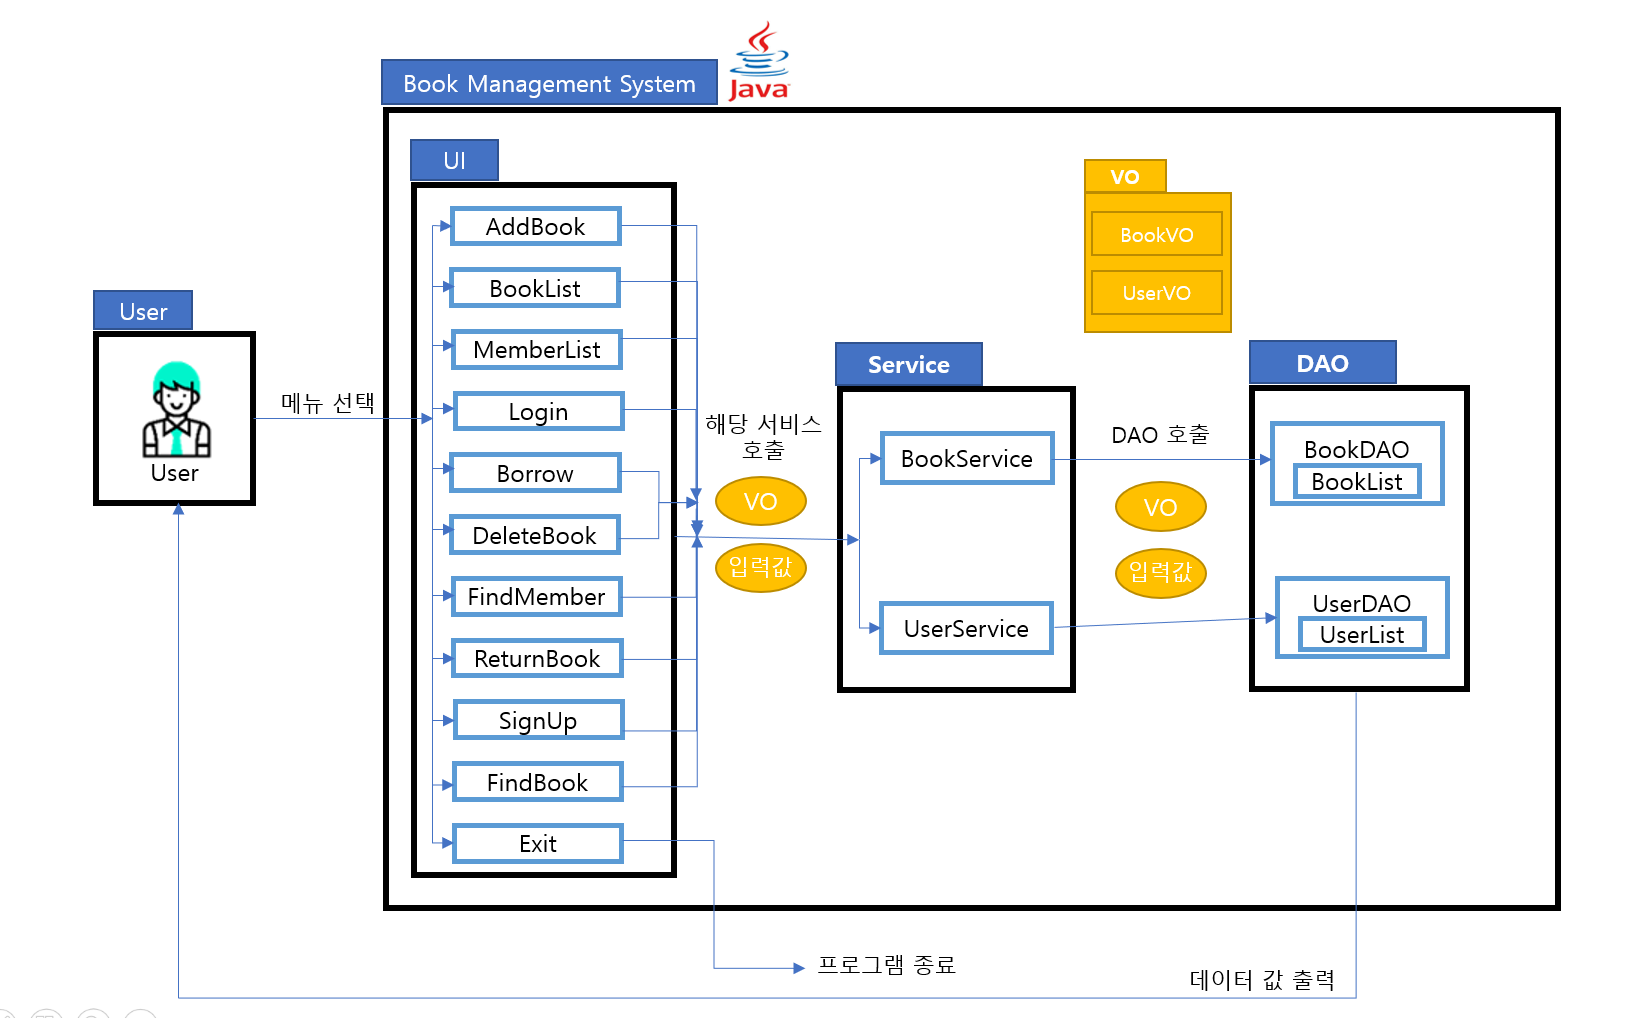 Book Management System
Java
UI
AddBook
BookList
MemberList
Login
Borrow
DeleteBook
FindMember
ReturnBook
SignUp
FindBook
Exit
User
User
메뉴 선택
해당 서비스
호출
VO
입력값
Service
BookService
UserService
VO
BookVO
UserVO
DAO 호출
VO
입력값
DAO
BookDAO
BookList
UserDAO
UserList
프로그램 종료
데이터 값 출력